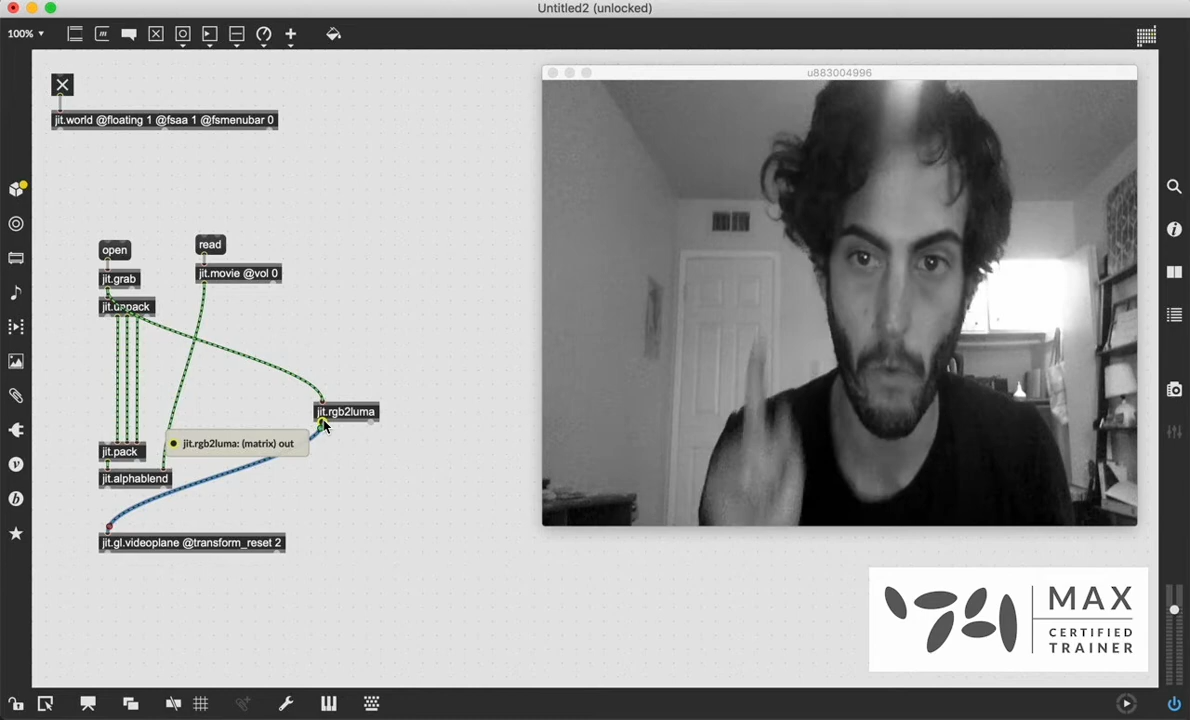 Untitled2 (unlocked)
100%
u883004996
jit.world @floating 1 @fsaa 1 @fsmenubar 0
open
read
jit.grab
jit.movie @vol 0
jit.unpack
jit.rgb2luma
jit.rgb2luma: (matrix) out
jit.pack
jit.alphablend
jit.gl.videoplane @transform_reset 2
MAX
CERTIFIED
TRAINER